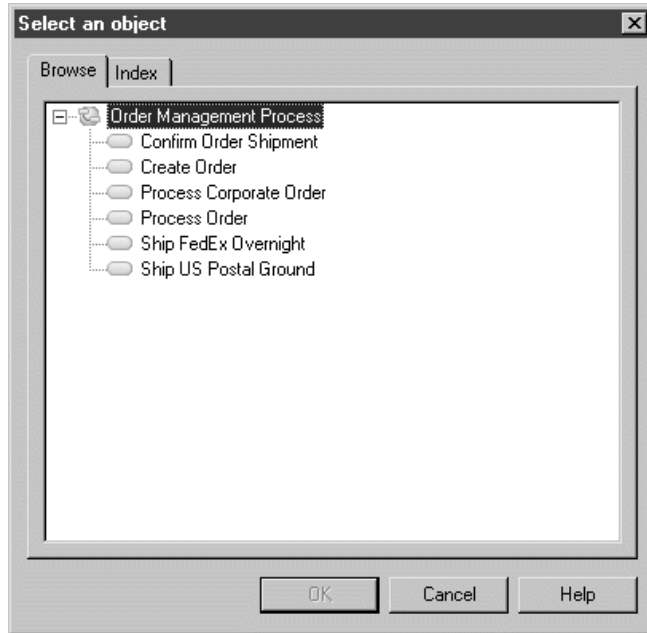 Select an object
Browse Index
Order Management Process
Confirm Order Shipment
Create Order
Process Corporate Order
Process Order
Ship FedEx Overnight
Ship US Postal Ground
OK Cancel Help